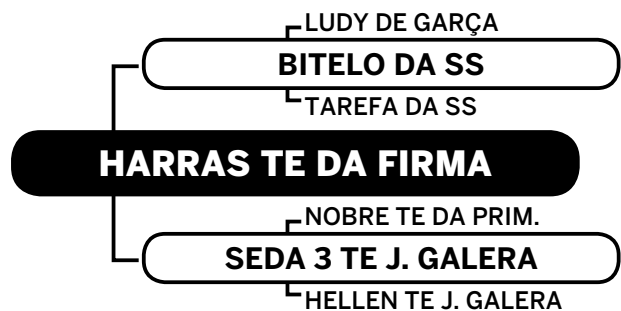 LUDY DE GARÇA
BITELO DA SS
TAREFA DA SS
HARRAS TE DA FIRMA
NOBRE TE DA PRIM.
SEDA 3 TE J. GALERA
HELLEN TE J. GALERA